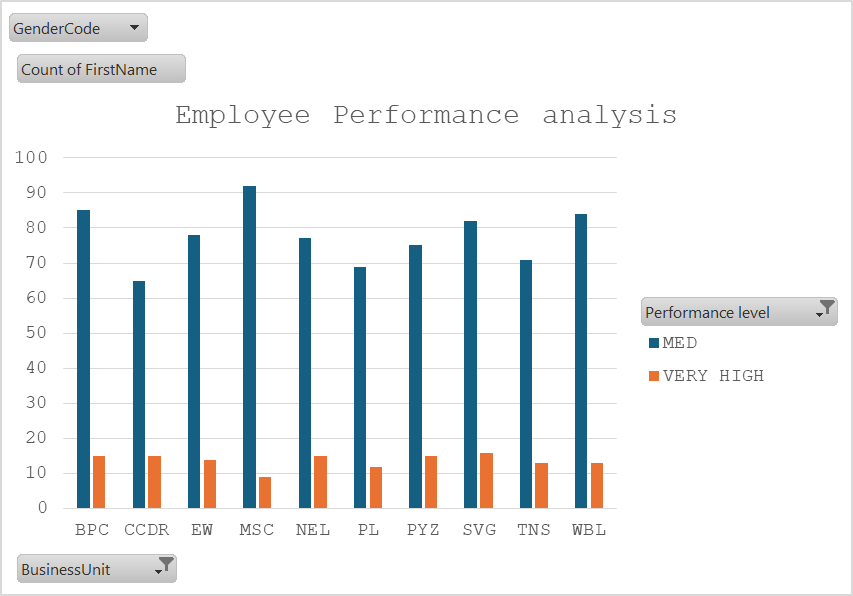 GenderCode
Count of FirstName
Employee Performance analysis
100
90
80
70
60
50
40
30
20
10
0
BPC CCDR EW MSC NEL PL PYZ SVG TNS WBL
Performance level
MED
VERY HIGH
BusinessUnit